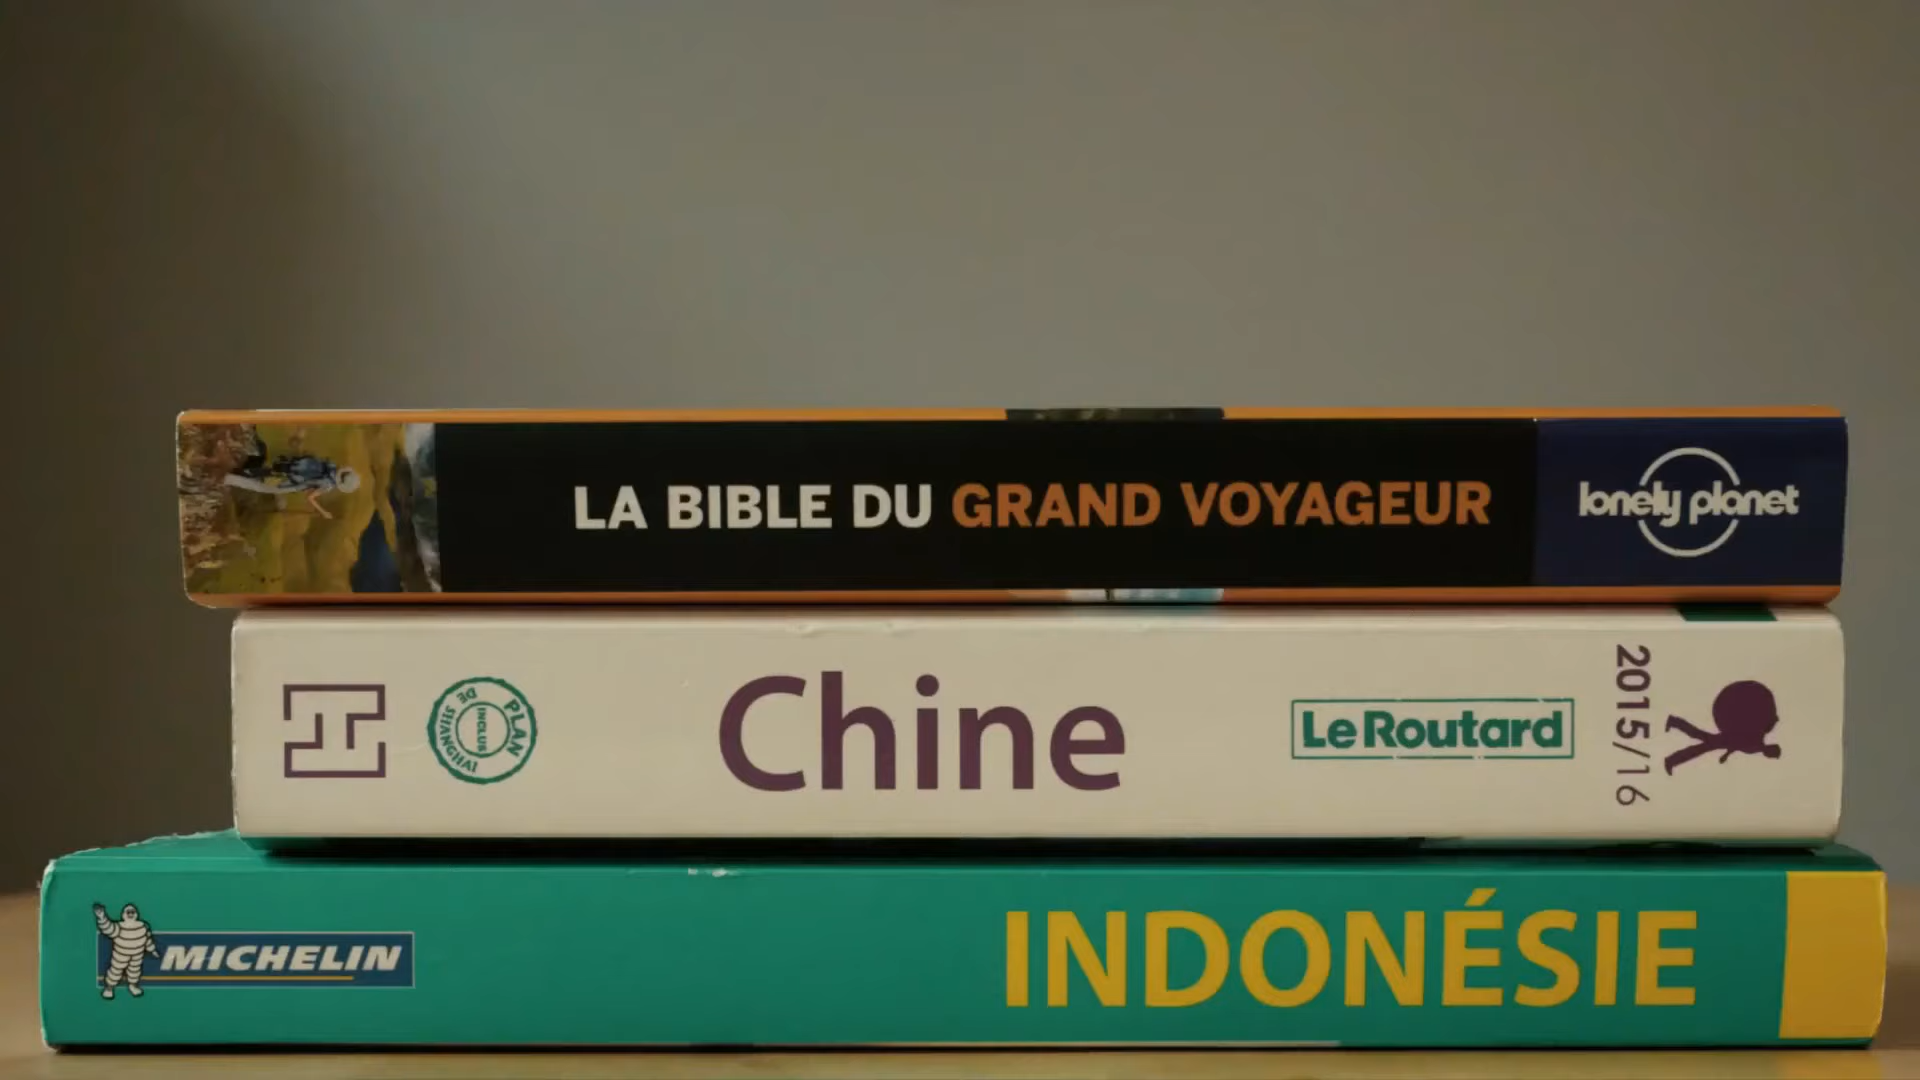 LA BIBLE DU GRAND VOYAGEUR
lonely planet
PLAN DE SHANGHAI
INCLUS
Chine
Le Routard
2015/16
MICHELIN
INDONÉSIE